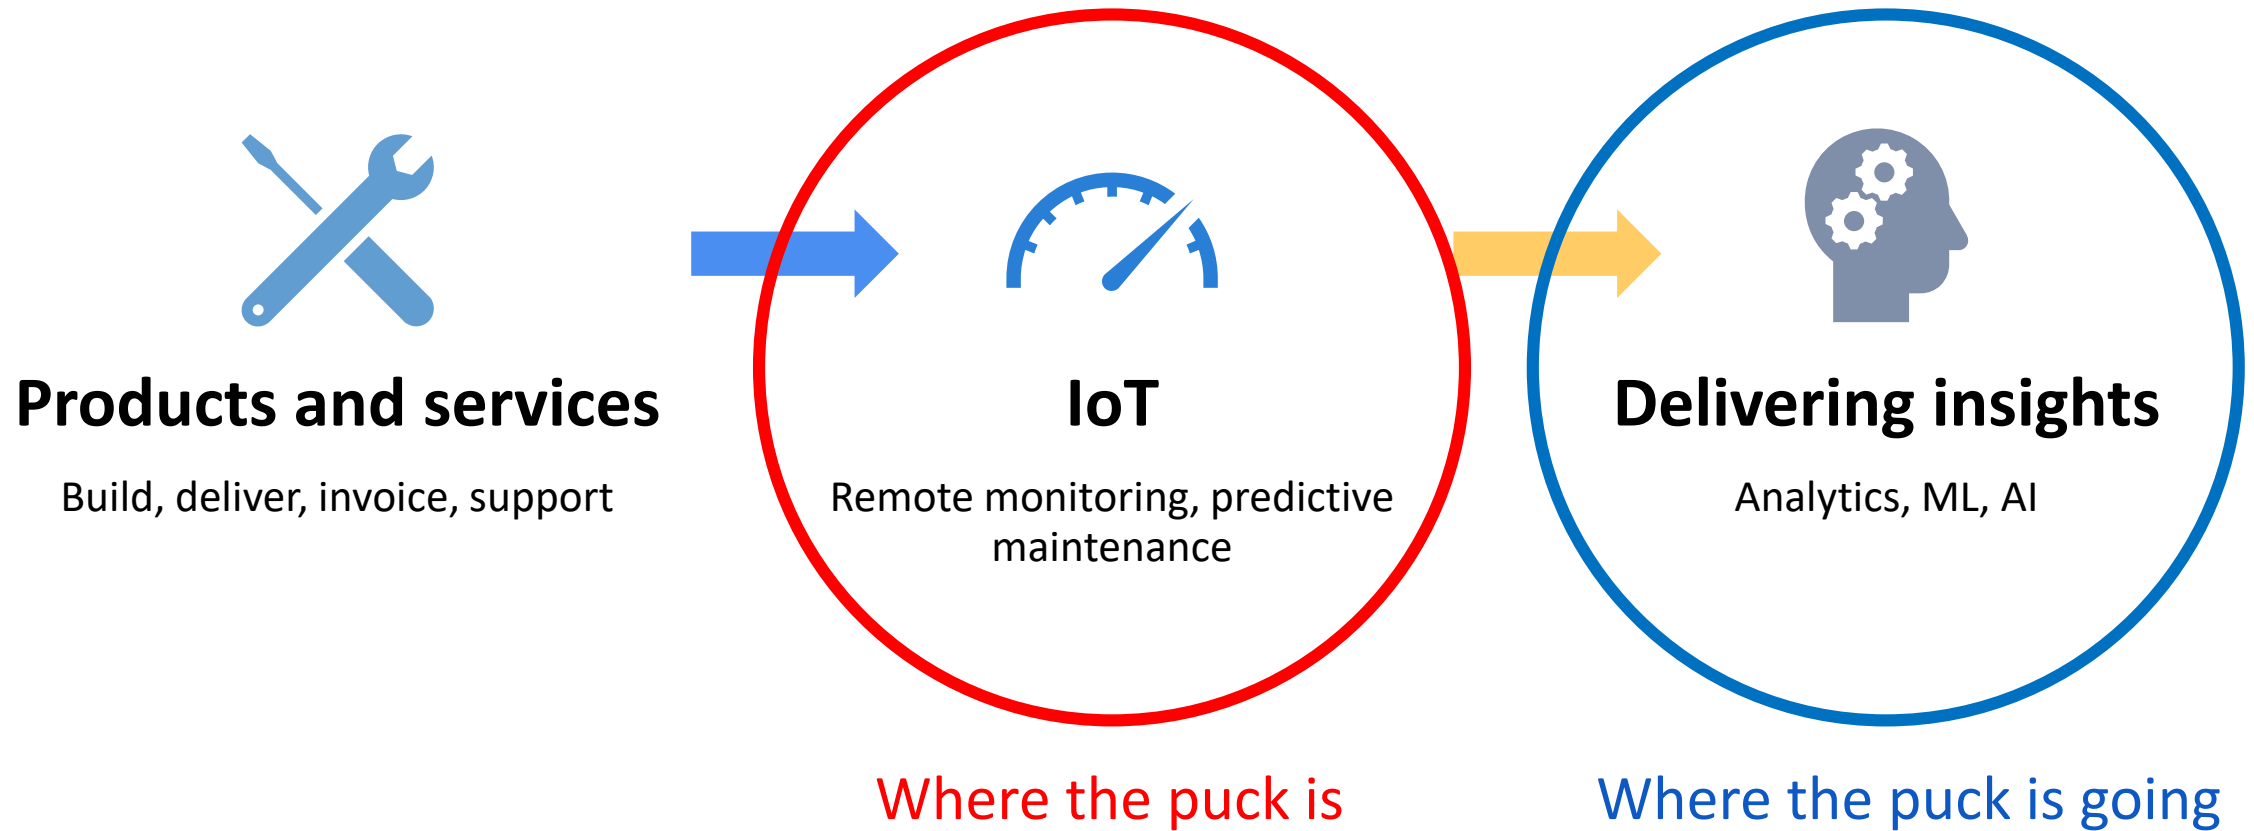 Products and services
Build, deliver, invoice, support
IoT
Remote monitoring, predictive
maintenance
Where the puck is
Delivering insights
Analytics, ML, AI
Where the puck is going